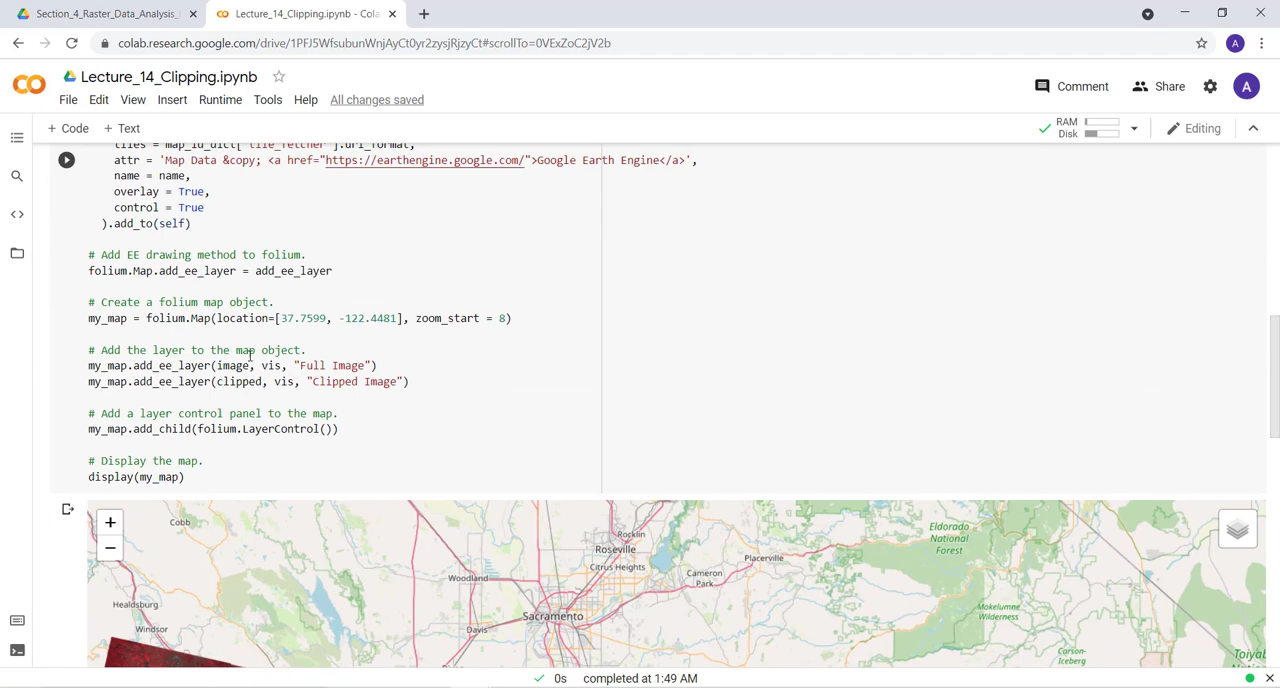 Section_4_Raster_Data_Analysis_
Lecture_14_Clipping.ipynb - Cola
colab.research.google.com/drive/1PFJ5WfsubunWnjAyCt0yr2zysjRjzyCt#scrollTo=0VExZoC2jV2b
A
Lecture_14_Clipping.ipynb
Comment
Share
A
File Edit View Insert Runtime Tools Help All changes saved
+ Code + Text
RAM
Disk
Editing
tiles = map_id_dict['tile_fetcher'].url_format,
attr = 'Map Data &copy; <a href="https://earthengine.google.com/">Google Earth Engine</a>',
name = name,
overlay = True,
control = True
).add_to(self)
# Add EE drawing method to folium.
folium.Map.add_ee_layer = add_ee_layer
# Create a folium map object.
my_map = folium.Map(location=[37.7599, -122.4481], zoom_start = 8)
# Add the layer to the map object.
my_map.add_ee_layer(image, vis, "Full Image")
my_map.add_ee_layer(clipped, vis, "Clipped Image")
# Add a layer control panel to the map.
my_map.add_child(folium.LayerControl())
# Display the map.
display(my_map)
+
−
Cobb
Rocklin
Roseville
Citrus Heights
Woodland
Cameron
Park
Placerville
Eldorado
National
Forest
Healdsburg
Windsor
Davis
Sacramento
Mokelumne
Wilderness
Carson-
Iceberg
Toiyab
0s completed at 1:49 AM